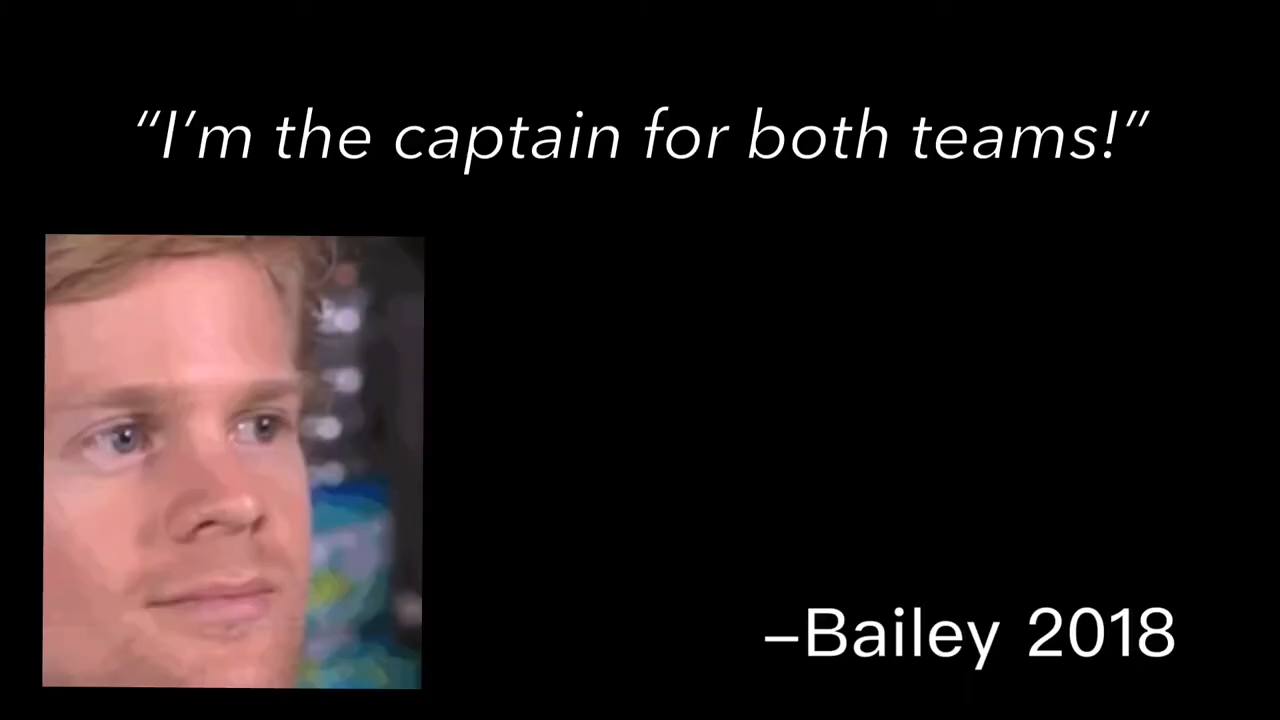 “I’m the captain for both teams!”
–Bailey 2018